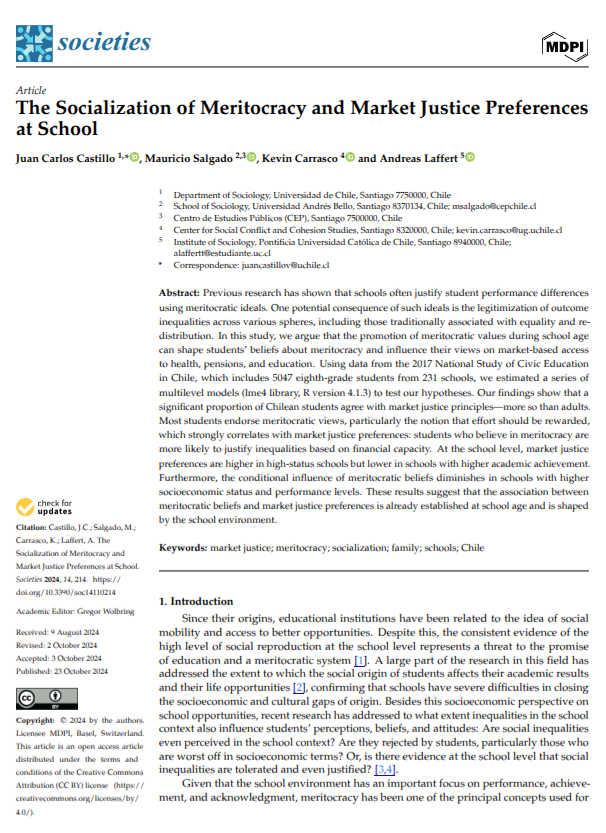 societies
MDPI
Article
The Socialization of Meritocracy and Market Justice Preferences
at School
Juan Carlos Castillo 1,*, Mauricio Salgado 2,3, Kevin Carrasco 4 and Andreas Laffert 5
1 Department of Sociology, Universidad de Chile, Santiago 7750000, Chile
2 School of Sociology, Universidad Andrés Bello, Santiago 8370134, Chile; msalgado@cepchile.cl
3 Centro de Estudios Públicos (CEP), Santiago 7500000, Chile
4 Center for Social Conflict and Cohesion Studies, Santiago 8320000, Chile; kevin.carrasco@ug.uchile.cl
5 Institute of Sociology, Pontificia Universidad Católica de Chile, Santiago 8940000, Chile;
alaffertt@estudiante.uc.cl
* Correspondence: juancastillov@uchile.cl
Abstract: Previous research has shown that schools often justify student performance differences
using meritocratic ideals. One potential consequence of such ideals is the legitimization of outcome
inequalities across various spheres, including those traditionally associated with equality and re-
distribution. In this study, we argue that the promotion of meritocratic values during school age
can shape students' beliefs about meritocracy and influence their views on market-based access
to health, pensions, and education. Using data from the 2017 National Study of Civic Education
in Chile, which includes 5047 eighth-grade students from 231 schools, we estimated a series of
multilevel models (lme4 library, R version 4.1.3) to test our hypotheses. Our findings show that a
significant proportion of Chilean students agree with market justice principles—more so than adults.
Most students endorse meritocratic views, particularly the notion that effort should be rewarded,
which strongly correlates with market justice preferences: students who believe in meritocracy are
more likely to justify inequalities based on financial capacity. At the school level, market justice
preferences are higher in high-status schools but lower in schools with higher academic achievement.
Furthermore, the conditional influence of meritocratic beliefs diminishes in schools with higher
socioeconomic status and performance levels. These results suggest that the association between
meritocratic beliefs and market justice preferences is already established at school age and is shaped
by the school environment.
Keywords: market justice; meritocracy; socialization; family; schools; Chile
check for
updates
Citation: Castillo, J.C.; Salgado, M.;
Carrasco, K.; Laffert, A. The
Socialization of Meritocracy and
Market Justice Preferences at School.
Societies 2024, 14, 214. https://
doi.org/10.3390/soc14110214
Academic Editor: Gregor Wolbring
Received: 9 August 2024
Revised: 2 October 2024
Accepted: 3 October 2024
Published: 23 October 2024
CC BY
Copyright: © 2024 by the authors.
Licensee MDPI, Basel, Switzerland.
This article is an open access article
distributed under the terms and
conditions of the Creative Commons
Attribution (CC BY) license (https://
creativecommons.org/licenses/by/
4.0/).
1. Introduction
Since their origins, educational institutions have been related to the idea of social
mobility and access to better opportunities. Despite this, the consistent evidence of the
high level of social reproduction at the school level represents a threat to the promise
of education and a meritocratic system [1]. A large part of the research in this field has
addressed the extent to which the social origin of students affects their academic results
and their life opportunities [2], confirming that schools have severe difficulties in closing
the socioeconomic and cultural gaps of origin. Besides this socioeconomic perspective on
school opportunities, recent research has addressed to what extent inequalities in the school
context also influence students' perceptions, beliefs, and attitudes: Are social inequalities
even perceived in the school context? Are they rejected by students, particularly those who
are worst off in socioeconomic terms? Or, is there evidence at the school level that social
inequalities are tolerated and even justified? [3,4].
Given that the school environment has an important focus on performance, achieve-
ment, and acknowledgment, meritocracy has been one of the principal concepts used for